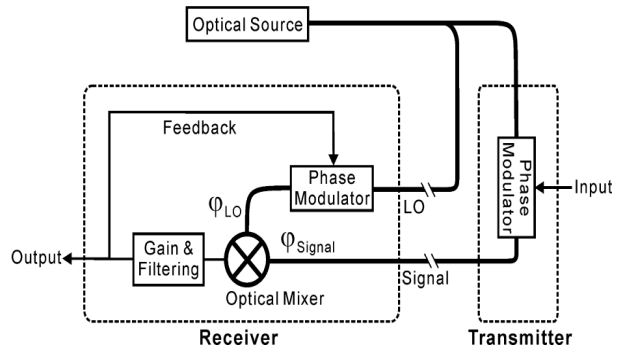 Optical Source
Feedback
Phase
Modulator
Phase
Modulator
Input
φLO
LO
φSignal
Output
Gain &
Filtering
Signal
Optical Mixer
Receiver
Transmitter